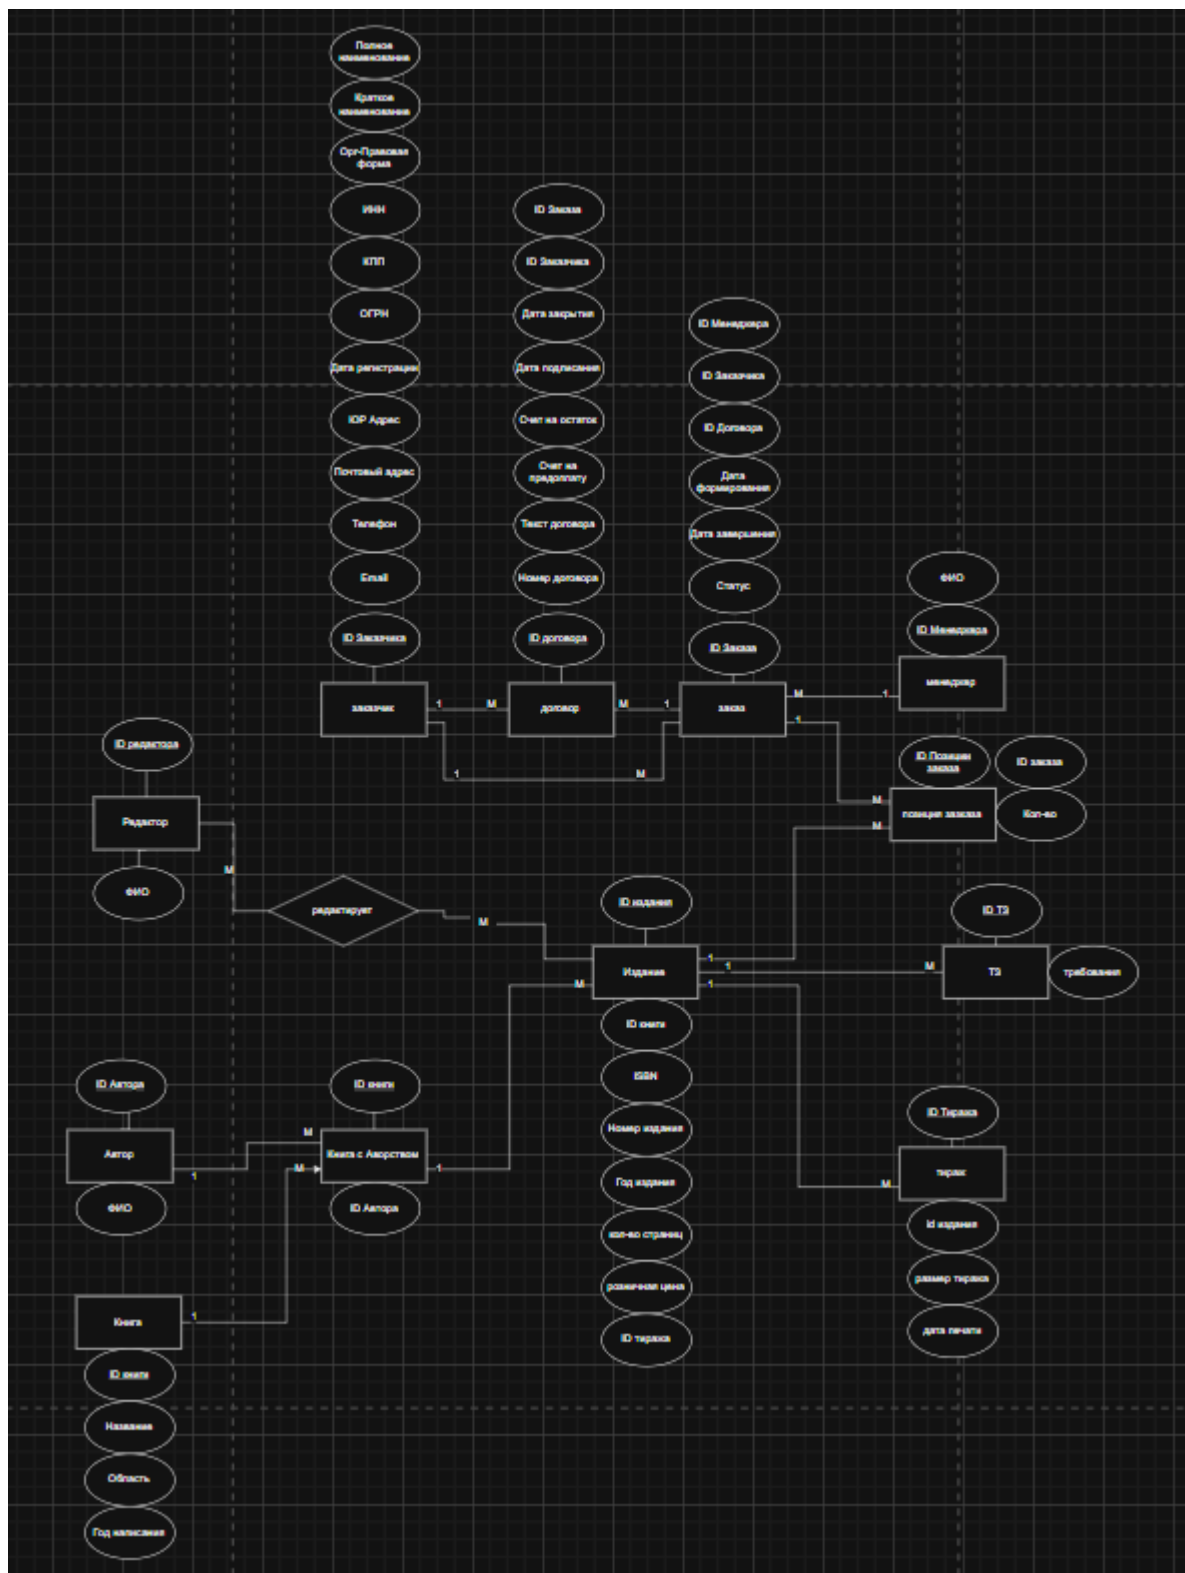 Полное
наименование
Краткое
наименование
Орг-Правовая
форма
ИНН
КПП
ОГРН
Дата регистрации
ЮР Адрес
Почтовый адрес
Телефон
Email
ID Заказчика
заказчик
ID Заказа
ID Заказчика
Дата закрытия
Дата подписания
Счет на остаток
Счет на
предоплату
Текст договора
Номер договора
ID договора
договор
ID Менеджера
ID Заказчика
ID Договора
Дата
формирования
Дата завершения
Статус
ID Заказа
заказ
ФИО
ID Менеджера
менеджер
1
M
M
1
M
1
1
1
M
ID Позиции
заказа
ID заказа
позиция заказаза
Кол-во
M
M
ID редактора
Редактор
ФИО
M
редактирует
M
ID издания
Издание
1
1
1
M
M
ID ТЗ
ТЗ
требования
ID книги
ISBN
Номер издания
Год издания
кол-во страниц
розничная цена
ID тиража
ID Тиража
тираж
M
id издания
размер тиража
дата печати
ID Автора
Автор
ФИО
1
M
M
ID книги
Книга с Аворством
ID Автора
1
Книга
1
ID книги
Название
Область
Год написания